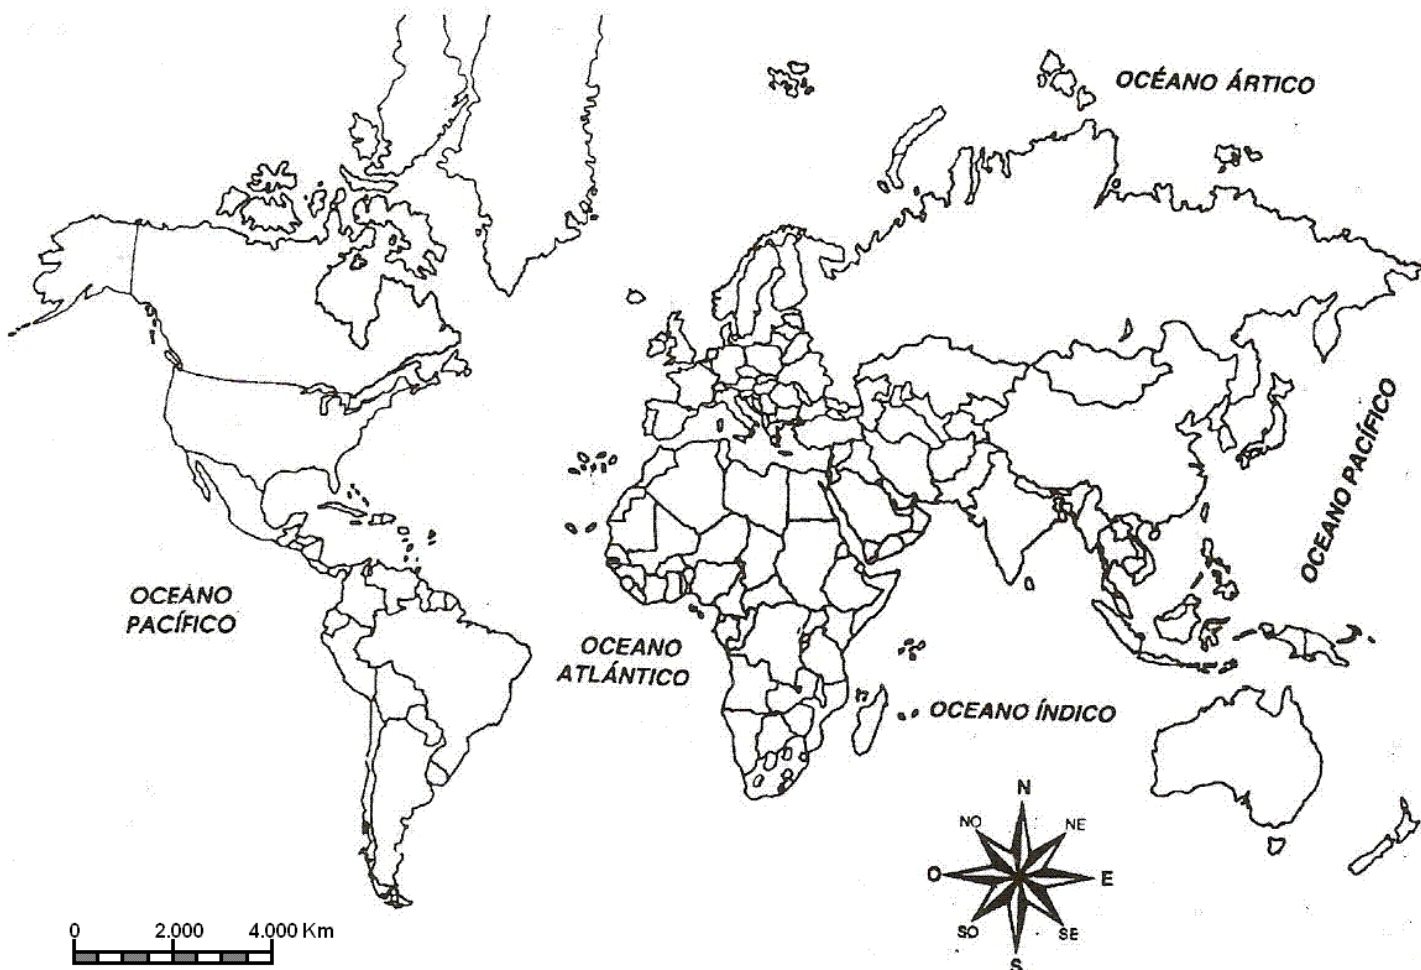 OCÉANO ÁRTICO
OCEANO PACÍFICO
OCEÁNO
PACÍFICO
OCEANO
ATLÁNTICO
OCEANO ÍNDICO
N
NO
NE
O
E
SO
SE
S
0 2.000 4.000 Km